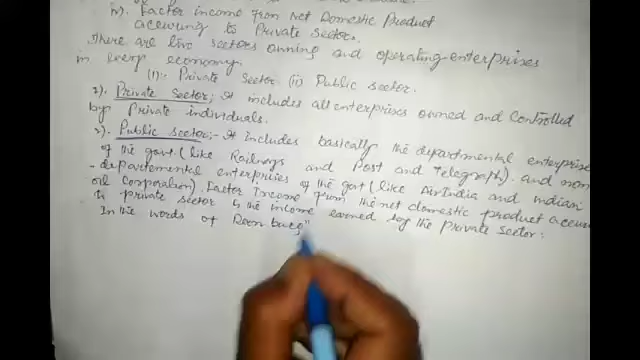 iv). Factor income from Net Domestic Product
accruing to Private Sector.
There are two sectors owning and operating enterprises
in every economy.
(i):- Private Sector (ii) Public sector.
1). Private Sector;- It includes all enterprises owned and Controlled
by Private individuals.
2). Public sector;- It includes basically the departmental enterprise
of the govt (like Railways and Post and Telegraph). and non
- departmental enterprises of the govt (like Air India and indian
oil Corporation). Factor Income from the net domestic product accru
to private sector is the income earned by the Private Sector:
In the words of